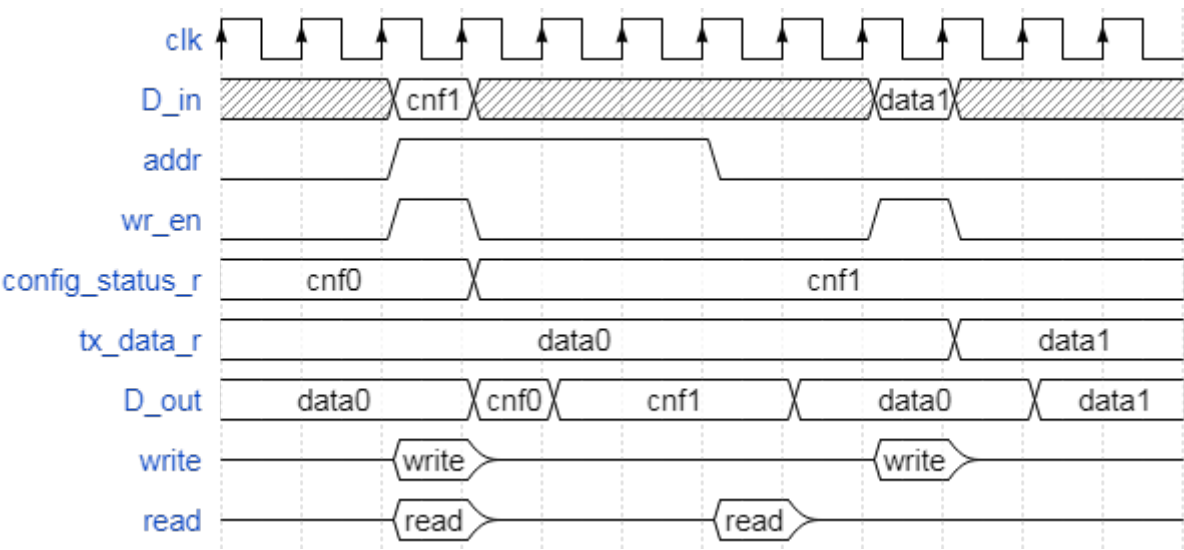 clk
D_in cnf1 data1
addr
wr_en
config_status_r cnf0 cnf1
tx_data_r data0 data1
D_out data0 cnf0 cnf1 data0 data1
write write write
read read read